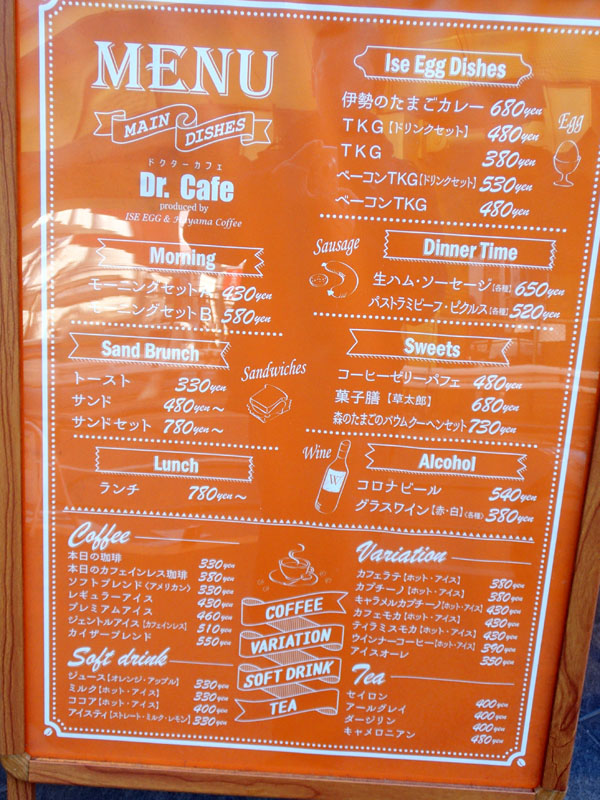 MENU
MAIN DISHES
ドクターカフェ
Dr. Cafe
produced by
ISE EGG & Hayama Coffee
Morning
モーニングセットA 430yen
モーニングセットB 580yen
Sand Brunch
トースト 330yen
サンド 480yen～
サンドセット 780yen～
Sandwiches
Lunch
ランチ 780yen～
Ise Egg Dishes
伊勢のたまごカレー 680yen
TKG【ドリンクセット】 480yen
TKG 380yen
ベーコンTKG【ドリンクセット】 530yen
ベーコンTKG 480yen
Egg
Sausage
Dinner Time
生ハム・ソーセージ【各種】 650yen
パストラミビーフ・ピクルス【各種】 520yen
Sweets
コーヒーゼリーパフェ 480yen
菓子膳【草太郎】 680yen
森のたまごのバウムクーヘンセット 730yen
Wine
W
Alcohol
コロナビール 540yen
グラスワイン【赤・白】(各種) 380yen
Coffee
本日の珈琲 330yen
本日のカフェインレス珈琲 380yen
ソフトブレンド〈アメリカン〉 330yen
レギュラーアイス 430yen
プレミアムアイス 460yen
ジェントルアイス【カフェインレス】 510yen
カイザーブレンド 550yen
Soft drink
ジュース【オレンジ・アップル】 330yen
ミルク【ホット・アイス】 330yen
ココア【ホット・アイス】 400yen
アイスティ【ストレート・ミルク・レモン】 330yen
COFFEE
VARIATION
SOFT DRINK
TEA
Variation
カフェラテ【ホット・アイス】 380yen
カプチーノ【ホット・アイス】 380yen
キャラメルカプチーノ【ホット・アイス】 430yen
カフェモカ【ホット・アイス】 430yen
ティラミスモカ【ホット・アイス】 430yen
ウインナーコーヒー【ホット・アイス】 390yen
アイスオーレ 350yen
Tea
セイロン 400yen
アールグレイ 400yen
ダージリン 400yen
キャメロニアン 480yen